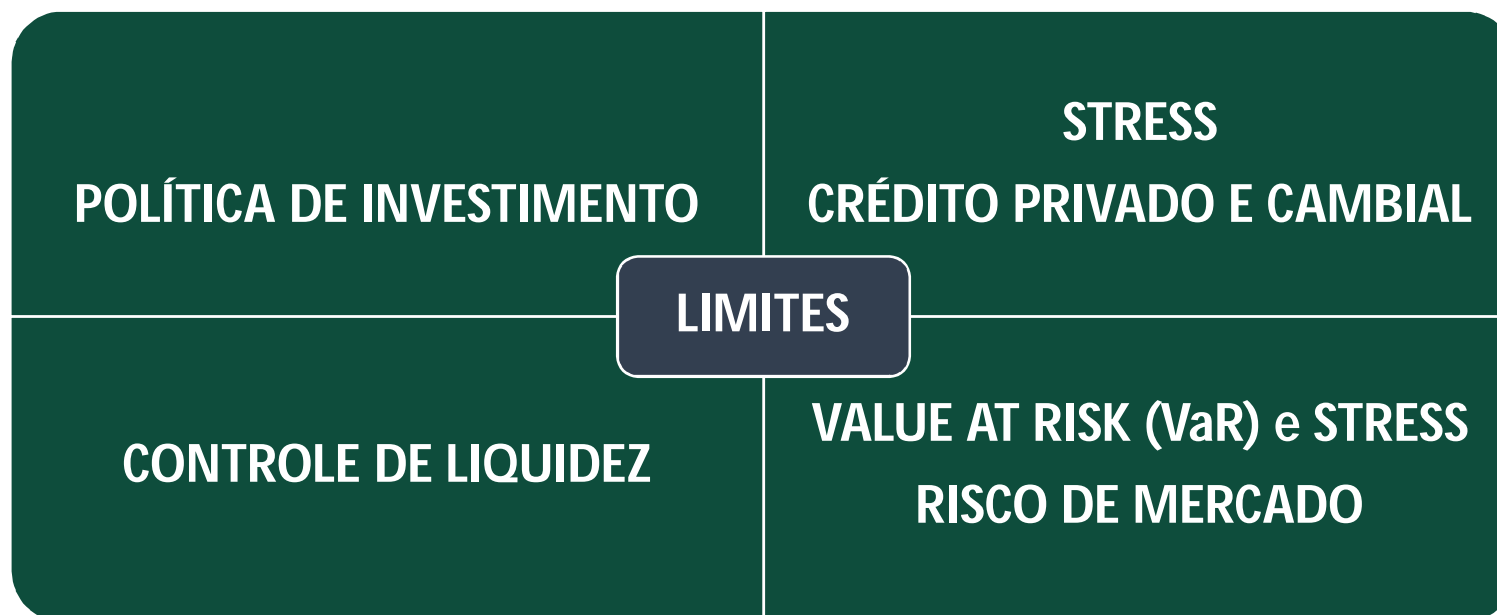 POLÍTICA DE INVESTIMENTO
STRESS
CRÉDITO PRIVADO E CAMBIAL
LIMITES
CONTROLE DE LIQUIDEZ
VALUE AT RISK (VaR) e STRESS
RISCO DE MERCADO